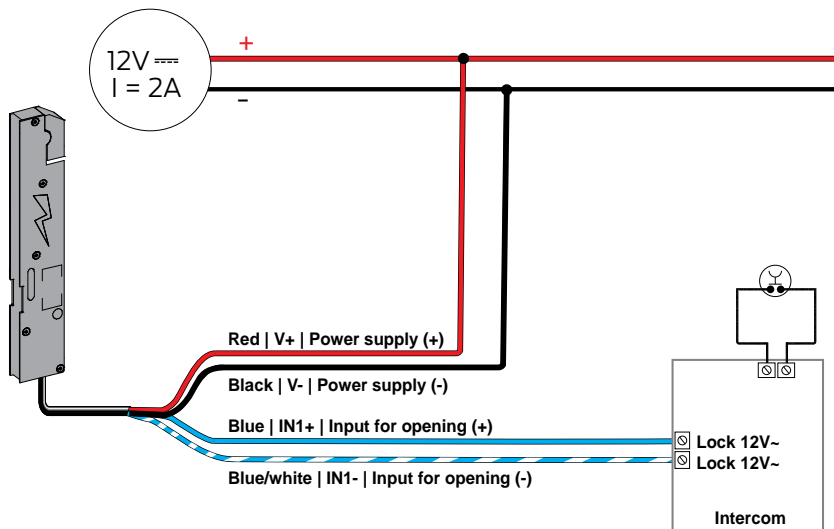 +
12V ⎓
I = 2A
–
Red | V+ | Power supply (+)
Black | V- | Power supply (-)
Blue | IN1+ | Input for opening (+)
Lock 12V~
Lock 12V~
Blue/white | IN1- | Input for opening (-)
Intercom